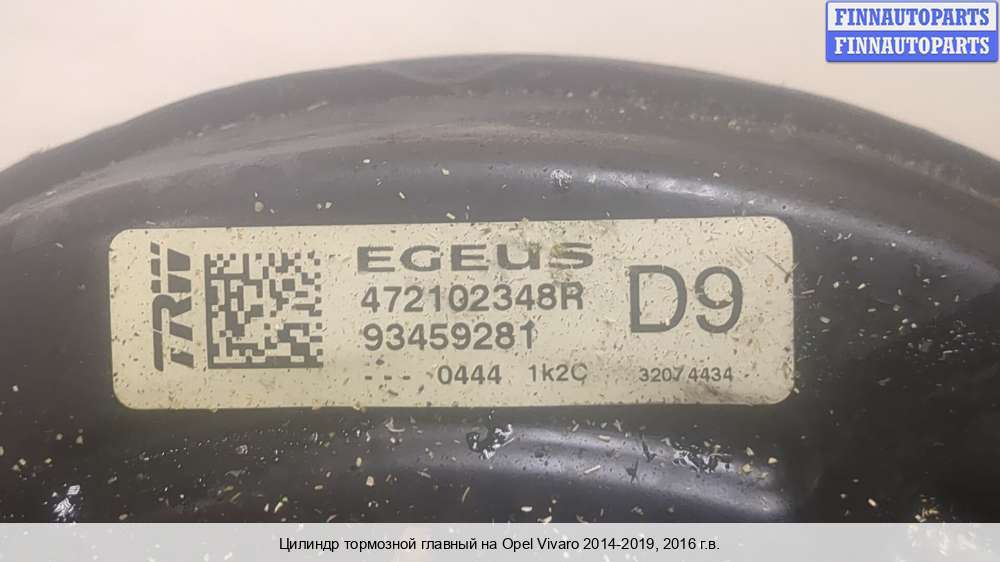 FINNAUTOPARTS
FINNAUTOPARTS
TRW
EGEUS
472102348R
93459281
D9
--- 0444 1k2C 32074434
Цилиндр тормозной главный на Opel Vivaro 2014-2019, 2016 г.в.